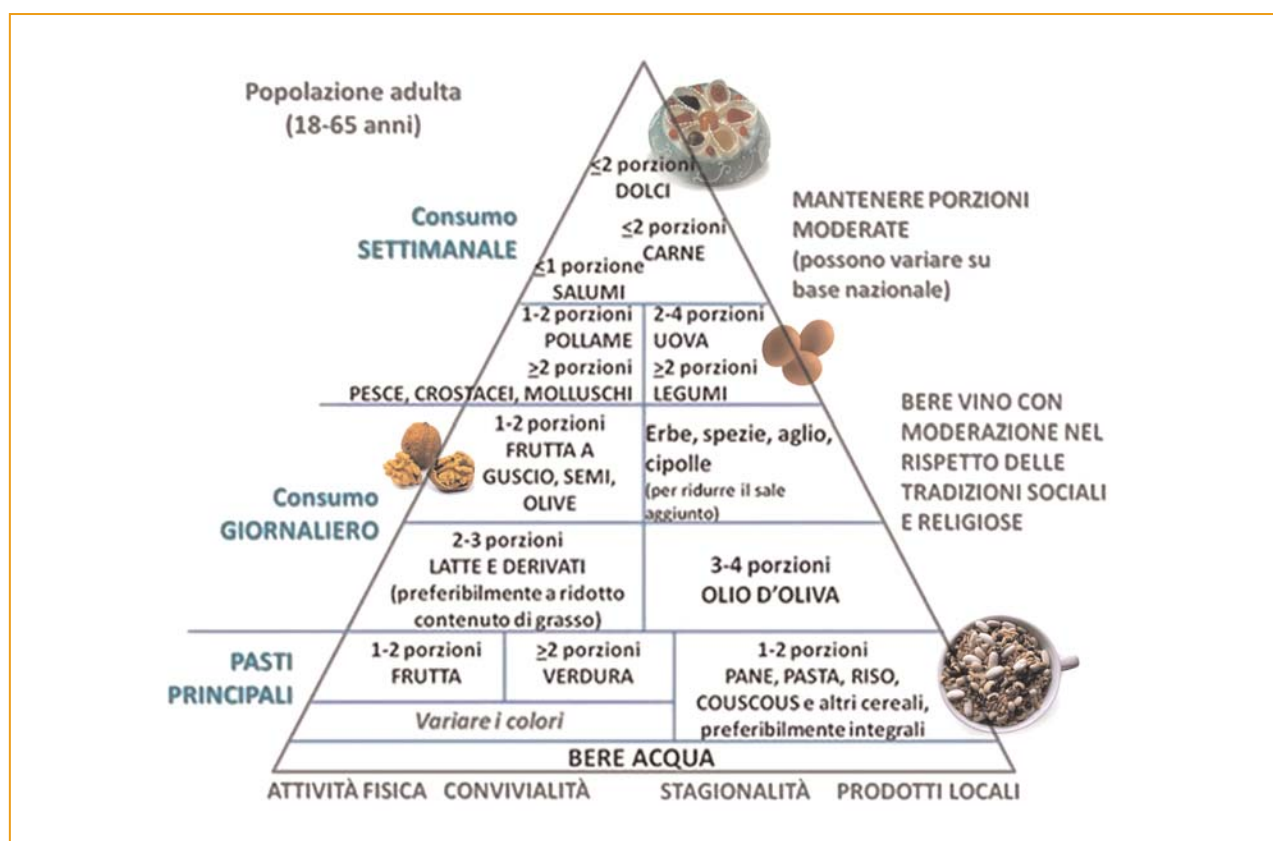 Popolazione adulta
(18-65 anni)
≤2 porzioni
DOLCI
Consumo
SETTIMANALE
≤2 porzioni
CARNE
≤1 porzione
SALUMI
MANTENERE PORZIONI
MODERATE
(possono variare su
base nazionale)
1-2 porzioni
POLLAME
≥2 porzioni
PESCE, CROSTACEI, MOLLUSCHI
2-4 porzioni
UOVA
≥2 porzioni
LEGUMI
BERE VINO CON
MODERAZIONE NEL
RISPETTO DELLE
TRADIZIONI SOCIALI
E RELIGIOSE
Consumo
GIORNALIERO
1-2 porzioni
FRUTTA A
GUSCIO, SEMI,
OLIVE
Erbe, spezie, aglio,
cipolle
(per ridurre il sale
aggiunto)
2-3 porzioni
LATTE E DERIVATI
(preferibilmente a ridotto
contenuto di grasso)
3-4 porzioni
OLIO D'OLIVA
PASTI
PRINCIPALI
1-2 porzioni
FRUTTA
≥2 porzioni
VERDURA
Variare i colori
1-2 porzioni
PANE, PASTA, RISO,
COUSCOUS e altri cereali,
preferibilmente integrali
BERE ACQUA
ATTIVITÀ FISICA CONVIVIALITÀ STAGIONALITÀ PRODOTTI LOCALI